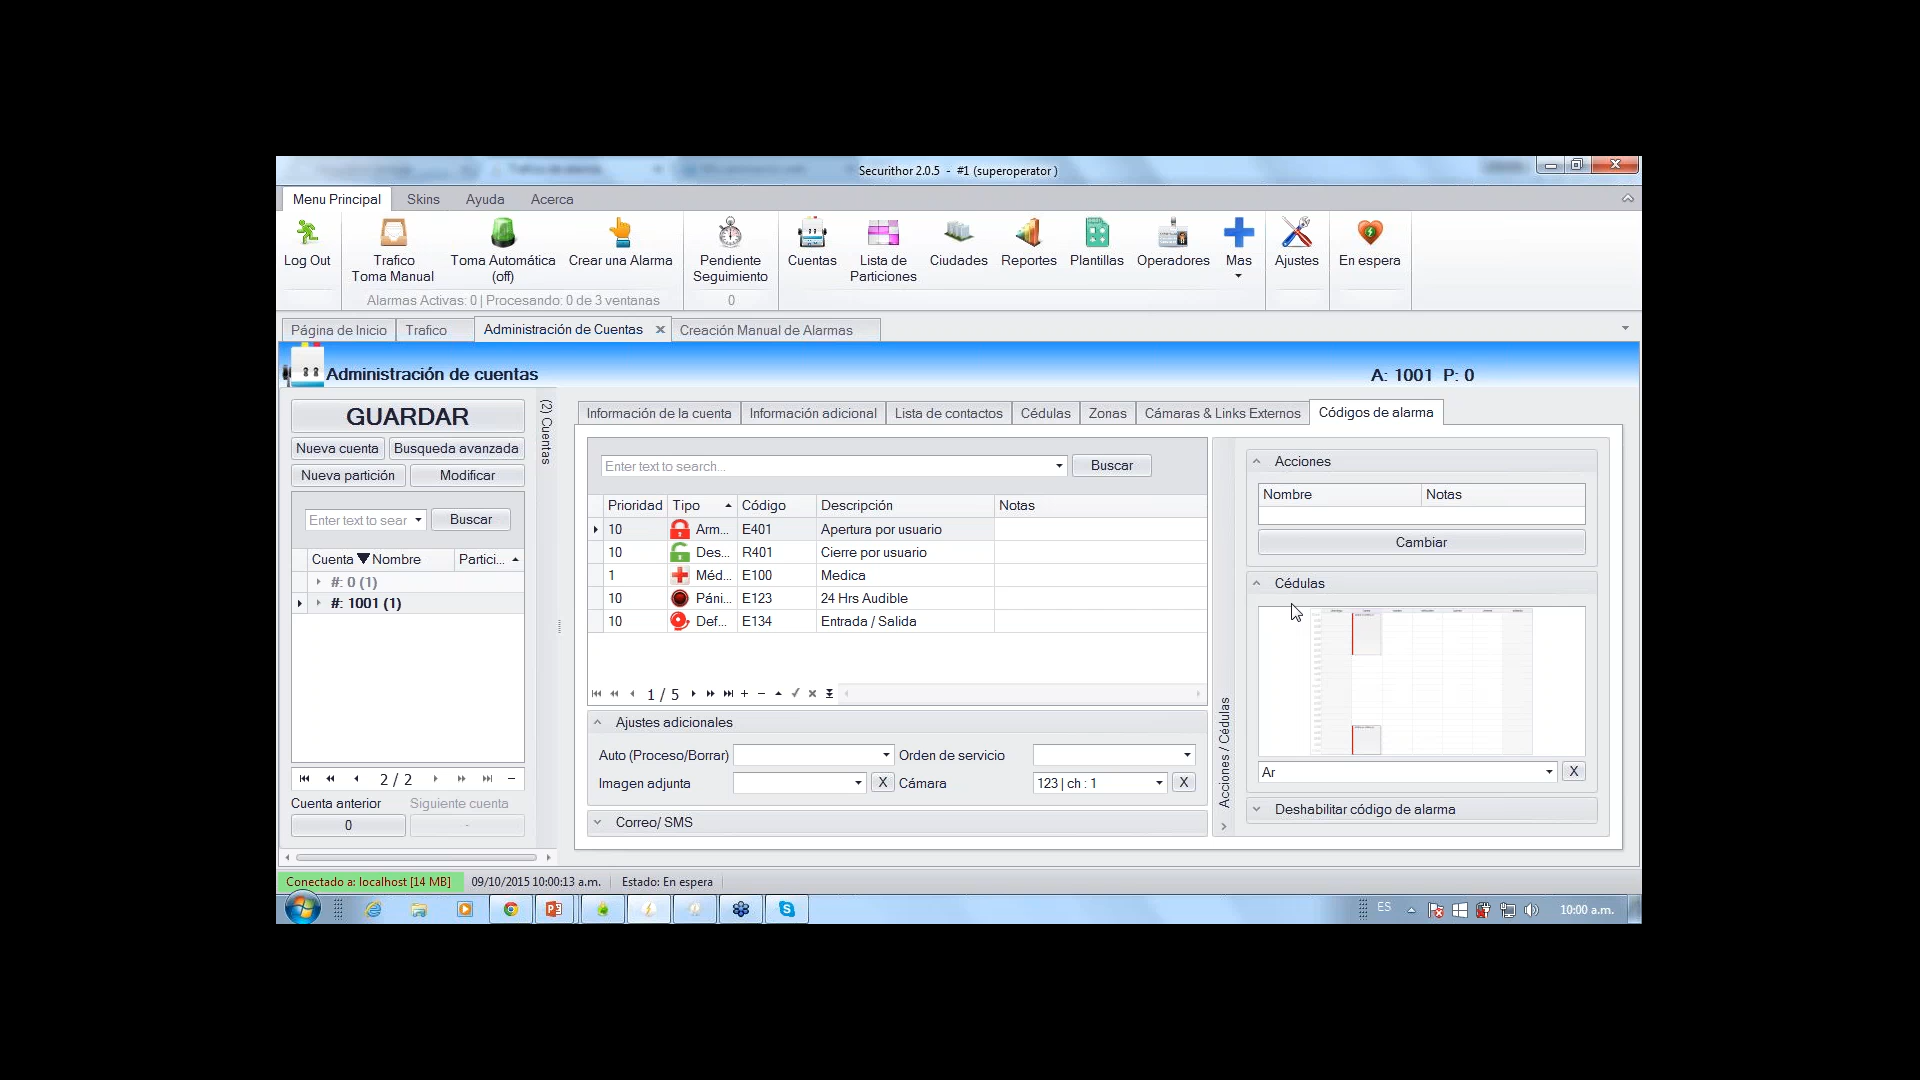 Securithor 2.0.5 - #1 (superoperator )
Menu Principal Skins Ayuda Acerca
Log Out
Trafico
Toma Manual
Toma Automática
(off)
Crear una Alarma
Alarmas Activas: 0 | Procesando: 0 de 3 ventanas
Pendiente
Seguimiento
0
Cuentas
Lista de
Particiones
Ciudades
Reportes
Plantillas
Operadores
Mas
Ajustes
En espera
Página de Inicio Trafico Administración de Cuentas Creación Manual de Alarmas
Administración de cuentas A: 1001 P: 0
GUARDAR
Nueva cuenta Busqueda avanzada
Nueva partición Modificar
Enter text to sear Buscar
Cuenta Nombre Partici...
#: 0 (1)
#: 1001 (1)
2 / 2
Cuenta anterior Siguiente cuenta
0 -
(2) Cuentas
Información de la cuenta Información adicional Lista de contactos Cédulas Zonas Cámaras & Links Externos Códigos de alarma
Enter text to search... Buscar
Prioridad Tipo Código Descripción Notas
10 Arm... E401 Apertura por usuario
10 Des... R401 Cierre por usuario
1 Méd... E100 Medica
10 Páni... E123 24 Hrs Audible
10 Def... E134 Entrada / Salida
1 / 5
Ajustes adicionales
Auto (Proceso/Borrar) Orden de servicio
Imagen adjunta X Cámara 123 | ch : 1 X
Correo/ SMS
Acciones / Cédulas
Acciones
Nombre Notas
Cambiar
Cédulas
Ar X
Deshabilitar código de alarma
Conectado a: localhost [14 MB] 09/10/2015 10:00:13 a.m. Estado: En espera
ES 10:00 a.m.